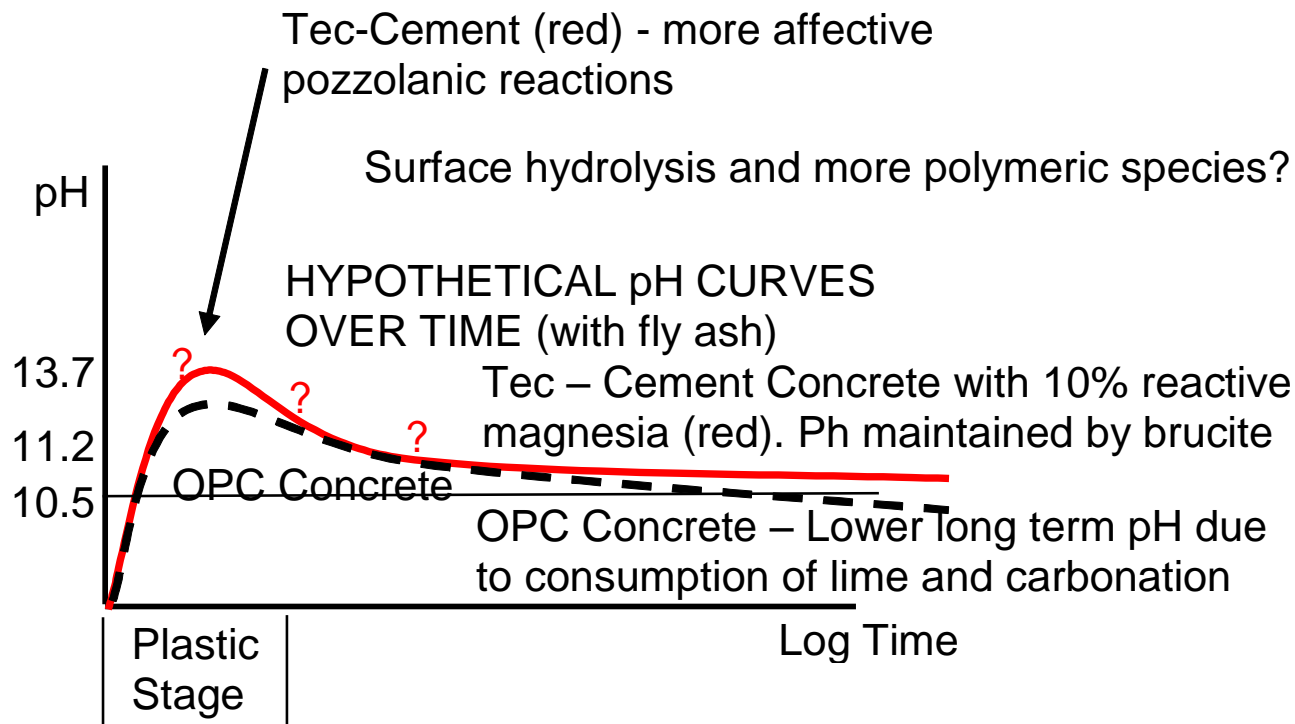 Tec-Cement (red) - more affective
pozzolanic reactions
Surface hydrolysis and more polymeric species?
pH
HYPOTHETICAL pH CURVES
OVER TIME (with fly ash)
13.7
?
?
?
Tec – Cement Concrete with 10% reactive
magnesia (red). Ph maintained by brucite
11.2
OPC Concrete
10.5
OPC Concrete – Lower long term pH due
to consumption of lime and carbonation
Log Time
Plastic
Stage